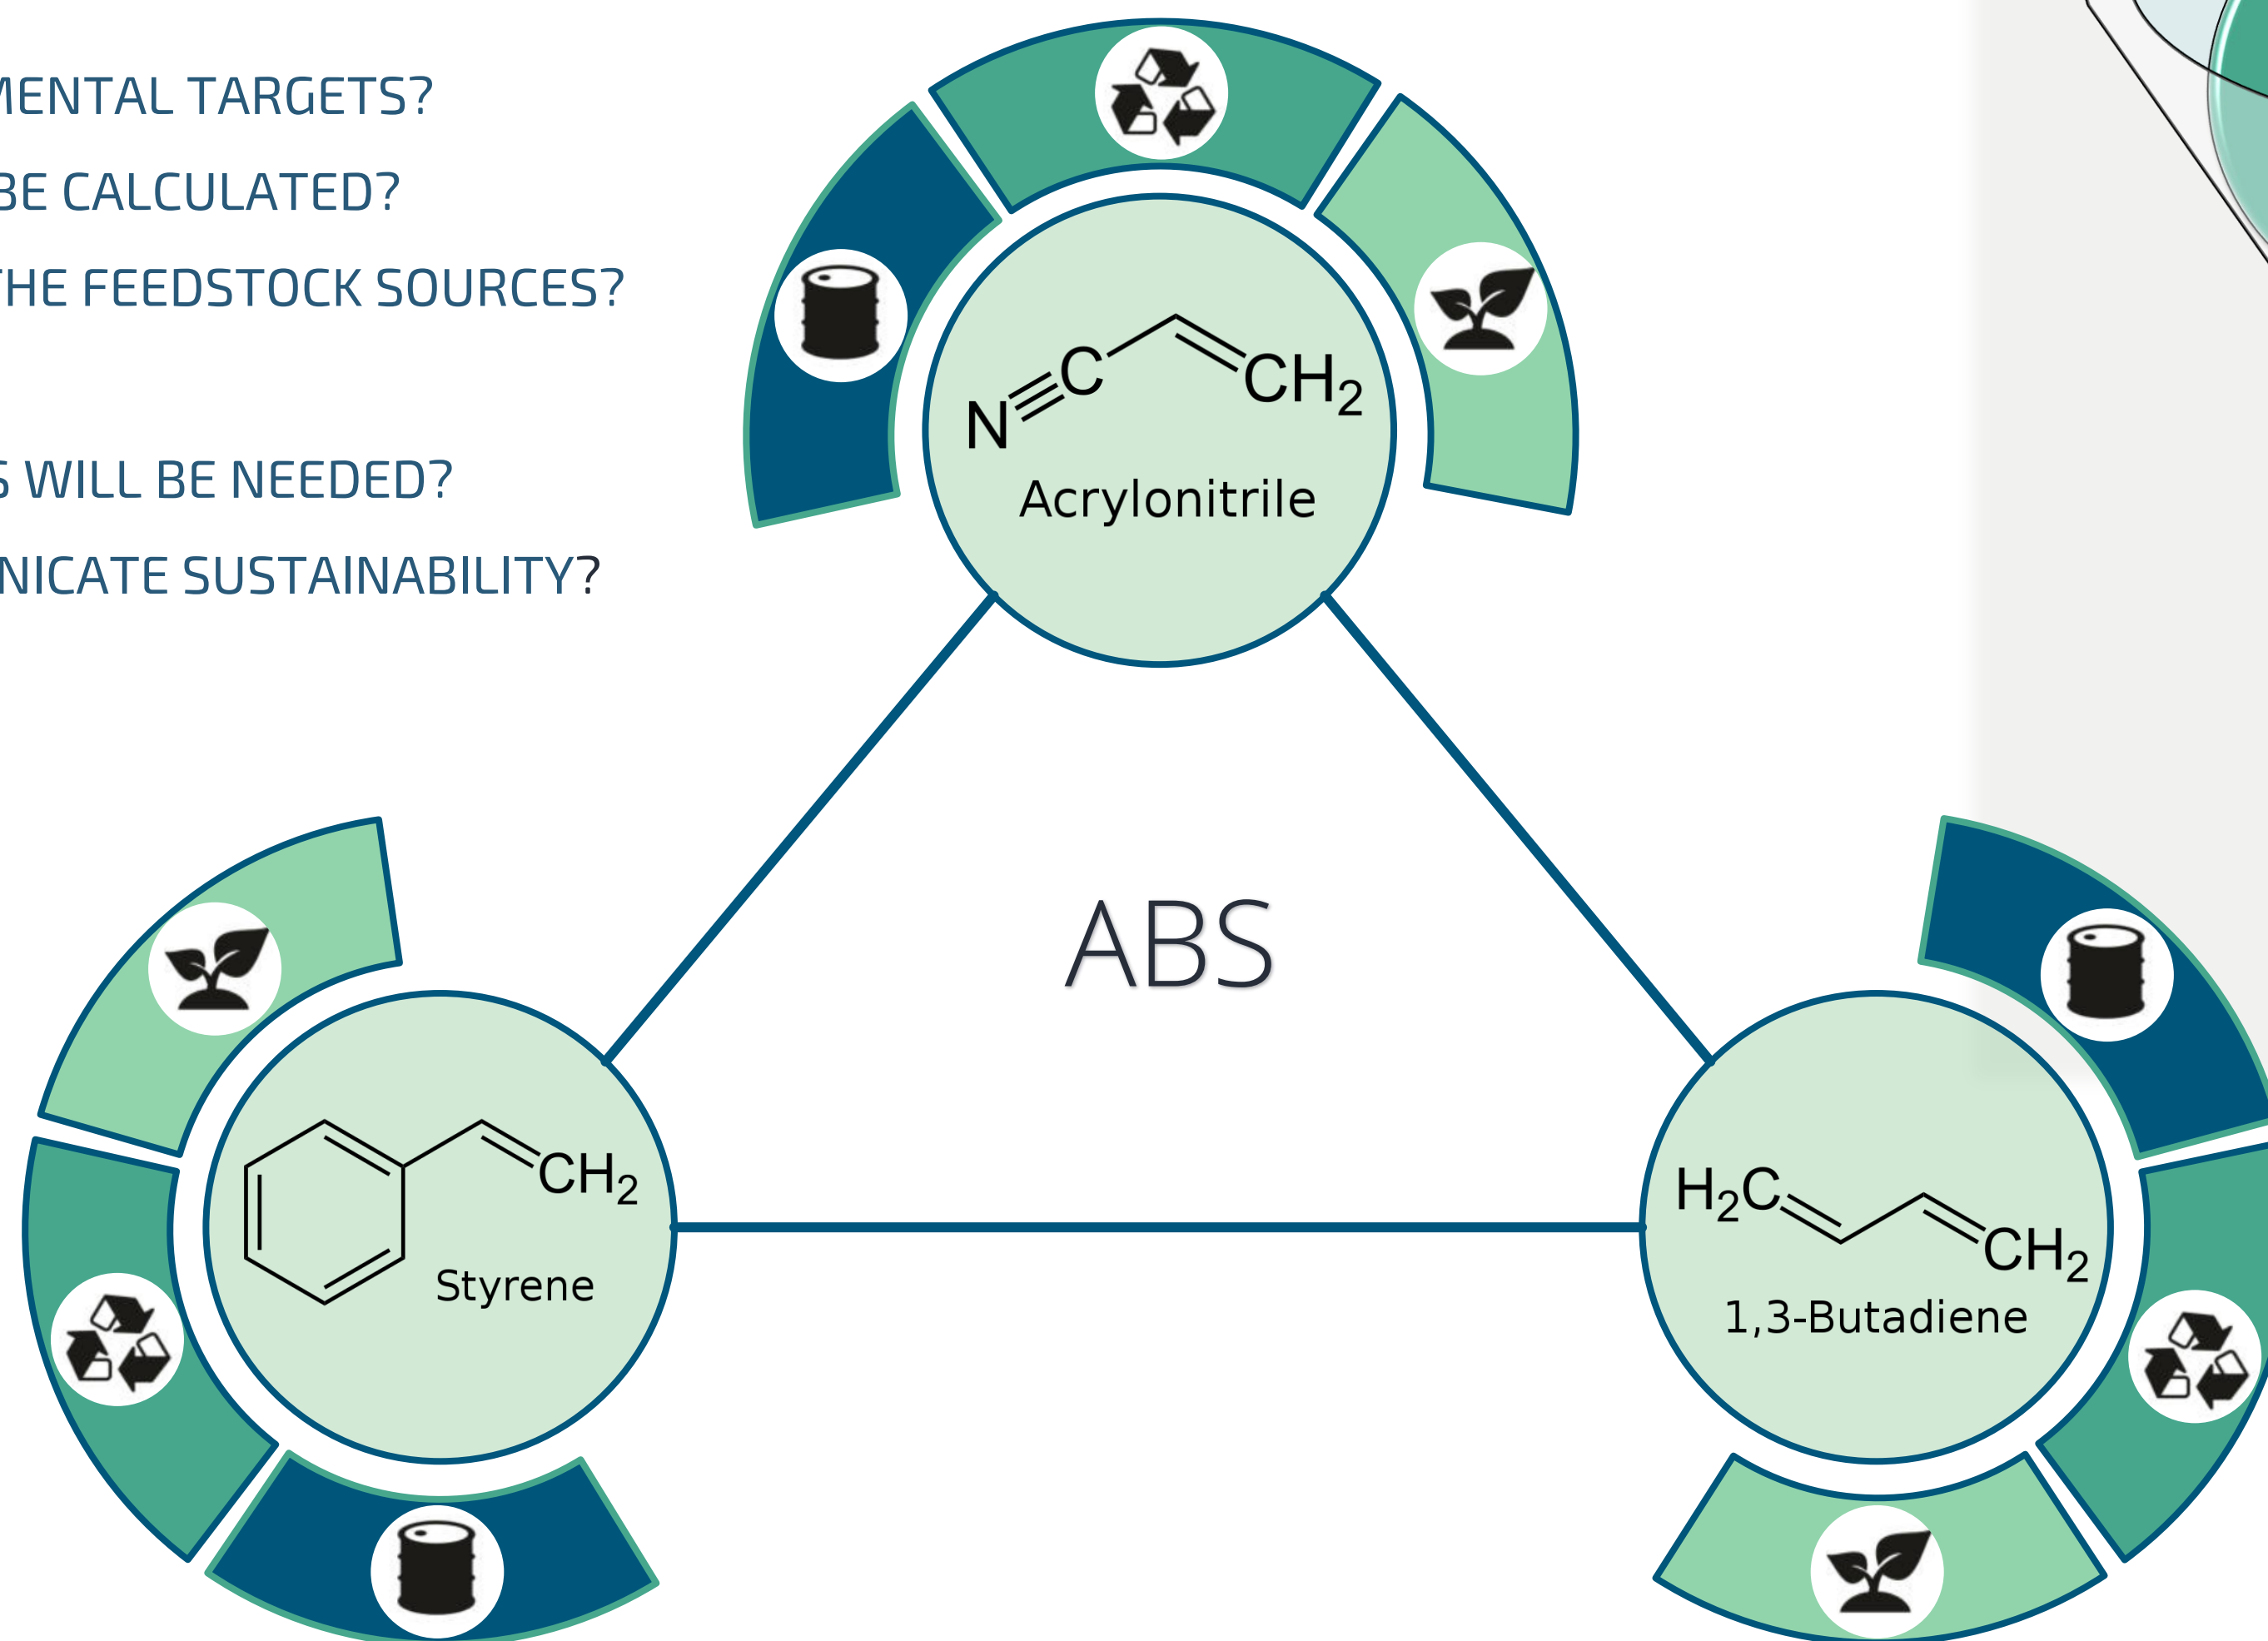 MENTAL TARGETS?
BE CALCULATED?
THE FEEDSTOCK SOURCES?
S WILL BE NEEDED?
NICATE SUSTAINABILITY?
N C CH2
Acrylonitrile
ABS
CH2
Styrene
H2C CH2
1,3-Butadiene